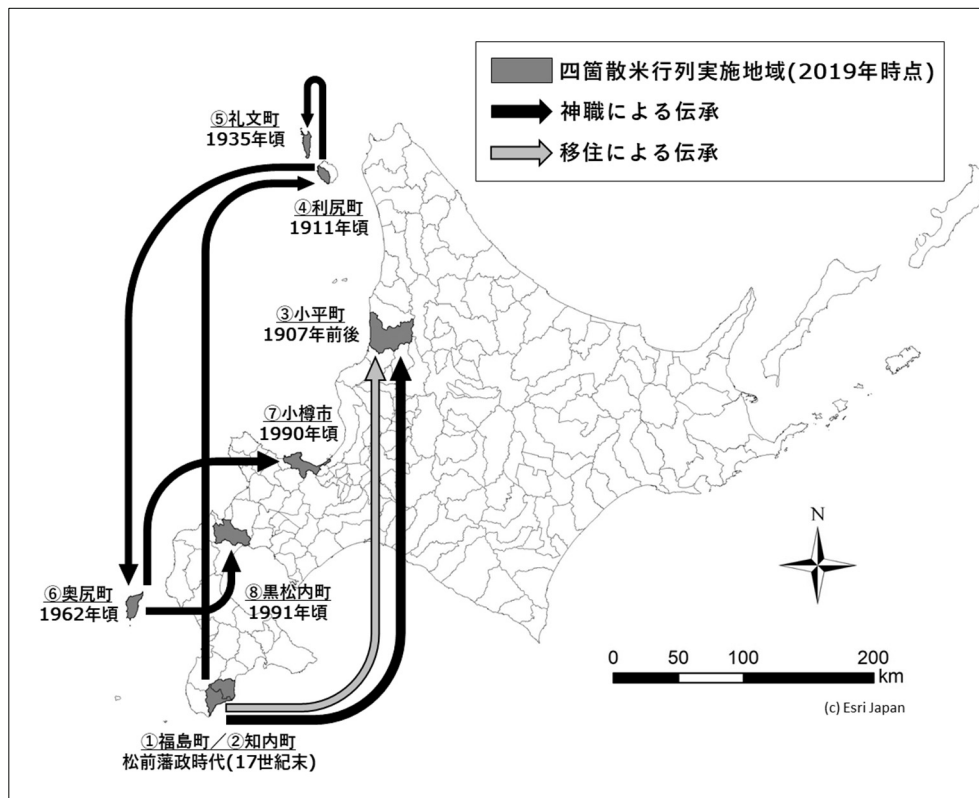 四箇散米行列実施地域(2019年時点)
神職による伝承
移住による伝承
⑤礼文町
1935年頃
④利尻町
1911年頃
③小平町
1907年前後
⑦小樽市
1990年頃
⑥奥尻町
1962年頃
⑧黒松内町
1991年頃
①福島町／②知内町
松前藩政時代(17世紀末)
N
0 50 100 200
km
(c) Esri Japan